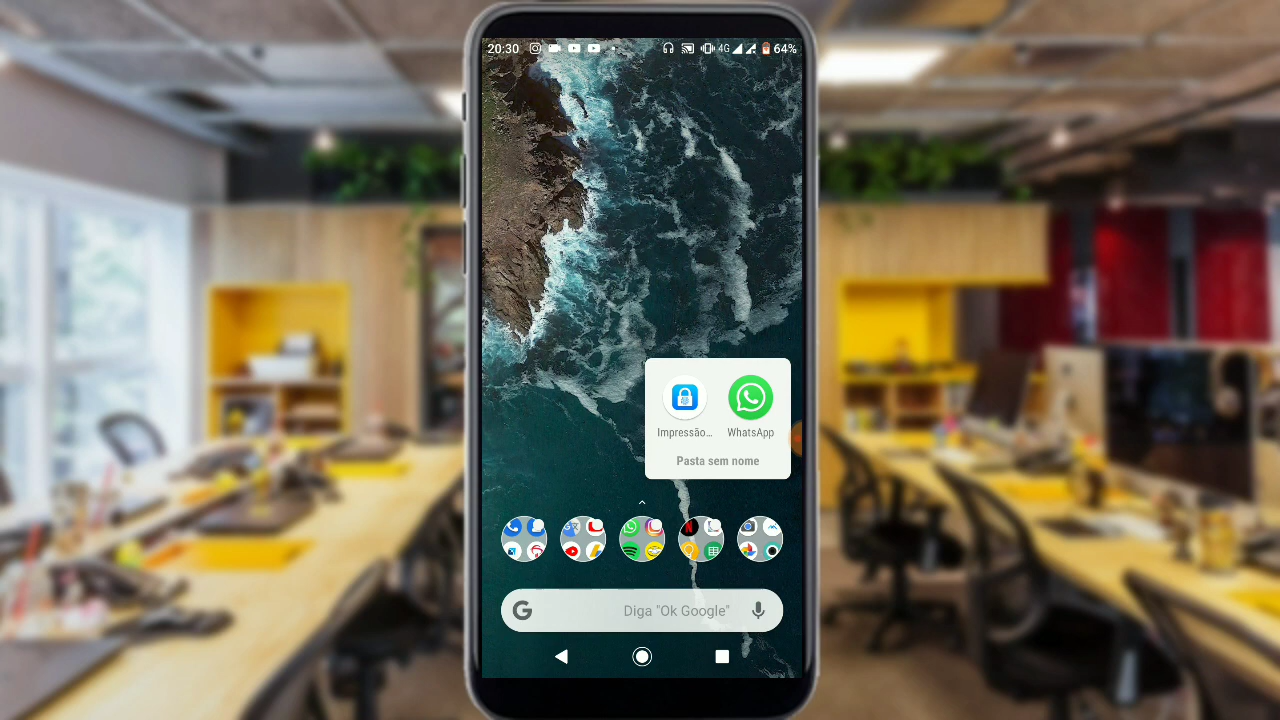 20:30
4G
64%
Impressão...
WhatsApp
Pasta sem nome
Diga "Ok Google"